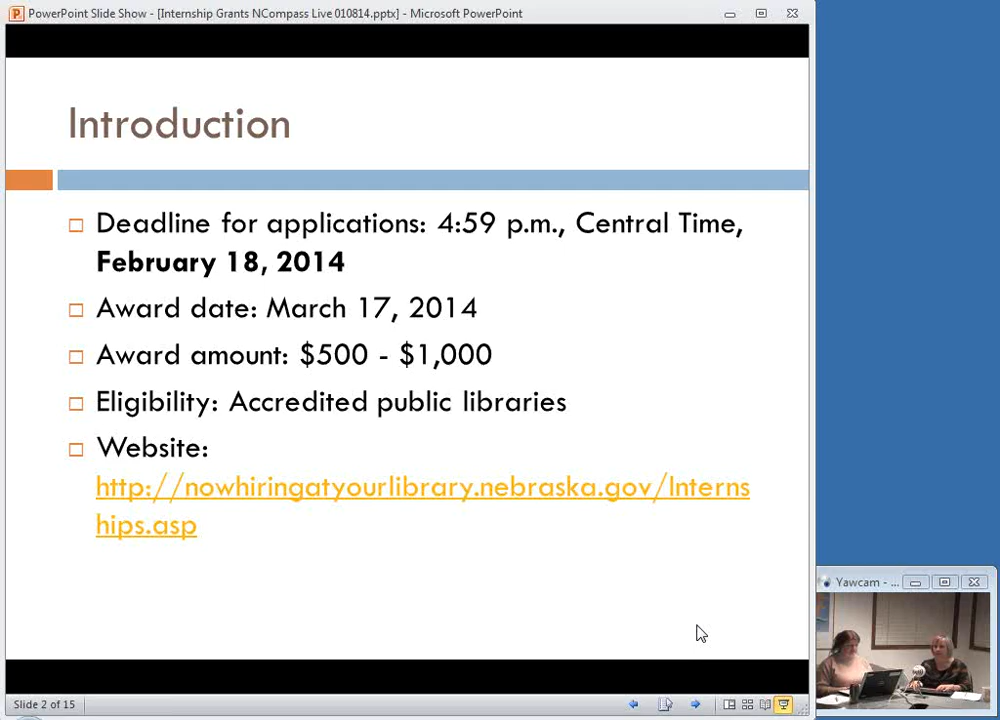 PowerPoint Slide Show - [Internship Grants NCompass Live 010814.pptx] - Microsoft PowerPoint
Introduction
Deadline for applications: 4:59 p.m., Central Time,
February 18, 2014
Award date: March 17, 2014
Award amount: $500 - $1,000
Eligibility: Accredited public libraries
Website:
http://nowhiringatyourlibrary.nebraska.gov/Interns
hips.asp
Yawcam - ...
Slide 2 of 15